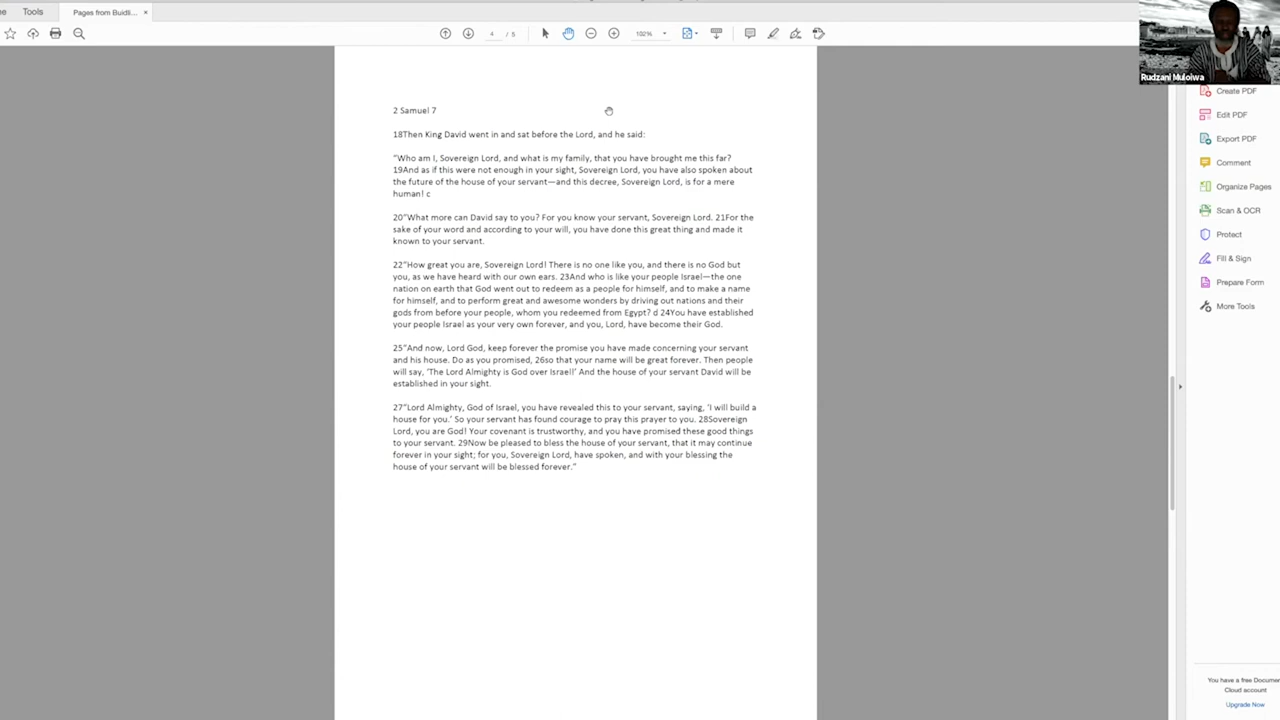 Tools
Pages from Buidli...
×
4 / 5
102%
Rudzani Muloiwa
Create PDF
Edit PDF
Export PDF
Comment
Organize Pages
Scan & OCR
Protect
Fill & Sign
Prepare Form
More Tools
2 Samuel 7
18Then King David went in and sat before the Lord, and he said:
“Who am I, Sovereign Lord, and what is my family, that you have brought me this far?
19And as if this were not enough in your sight, Sovereign Lord, you have also spoken about
the future of the house of your servant—and this decree, Sovereign Lord, is for a mere
human! c
20“What more can David say to you? For you know your servant, Sovereign Lord. 21For the
sake of your word and according to your will, you have done this great thing and made it
known to your servant.
22“How great you are, Sovereign Lord! There is no one like you, and there is no God but
you, as we have heard with our own ears. 23And who is like your people Israel—the one
nation on earth that God went out to redeem as a people for himself, and to make a name
for himself, and to perform great and awesome wonders by driving out nations and their
gods from before your people, whom you redeemed from Egypt? d 24You have established
your people Israel as your very own forever, and you, Lord, have become their God.
25“And now, Lord God, keep forever the promise you have made concerning your servant
and his house. Do as you promised, 26so that your name will be great forever. Then people
will say, ‘The Lord Almighty is God over Israel!’ And the house of your servant David will be
established in your sight.
27“Lord Almighty, God of Israel, you have revealed this to your servant, saying, ‘I will build a
house for you.’ So your servant has found courage to pray this prayer to you. 28Sovereign
Lord, you are God! Your covenant is trustworthy, and you have promised these good things
to your servant. 29Now be pleased to bless the house of your servant, that it may continue
forever in your sight; for you, Sovereign Lord, have spoken, and with your blessing the
house of your servant will be blessed forever.”
You have a free Docume
Cloud account
Upgrade Now